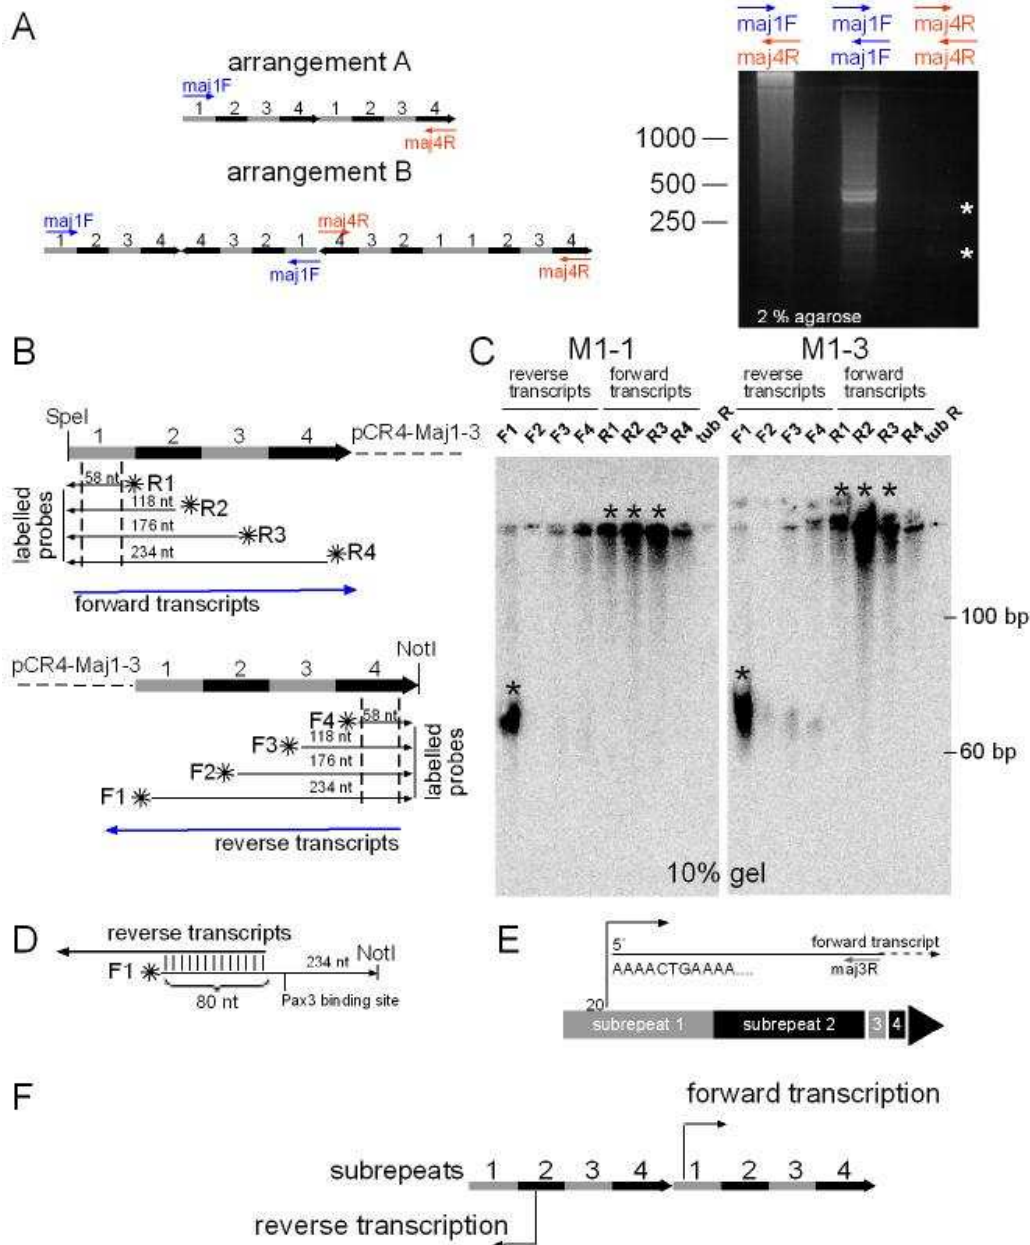 A
arrangement A
maj1F
1 2 3 4 1 2 3 4
maj4R
arrangement B
maj1F
maj4R
1 2 3 4 4 3 2 1 4 3 2 1 1 2 3 4
maj1F
maj4R
maj1F maj1F maj4R
maj4R maj1F maj4R
1000
500
250
*
*
2 % agarose
B
SpeI
1 2 3 4
pCR4-Maj1-3
labelled probes
58 nt
R1
118 nt
R2
176 nt
R3
234 nt
R4
forward transcripts
pCR4-Maj1-3
NotI
1 2 3 4
F4
58 nt
F3
118 nt
F2
176 nt
F1
234 nt
labelled probes
reverse transcripts
C
M1-1 M1-3
reverse transcripts
forward transcripts
reverse transcripts
forward transcripts
F1 F2 F3 F4 R1 R2 R3 R4 tub R
F1 F2 F3 F4 R1 R2 R3 R4 tub R
* * * *
* * * *
100 bp
60 bp
10% gel
D
reverse transcripts
F1
234 nt
NotI
80 nt
Pax3 binding site
E
5´
forward transcript
AAAACTGAAAA....
maj3R
20
subrepeat 1 subrepeat 2 3 4
F
forward transcription
subrepeats
1 2 3 4 1 2 3 4
reverse transcription